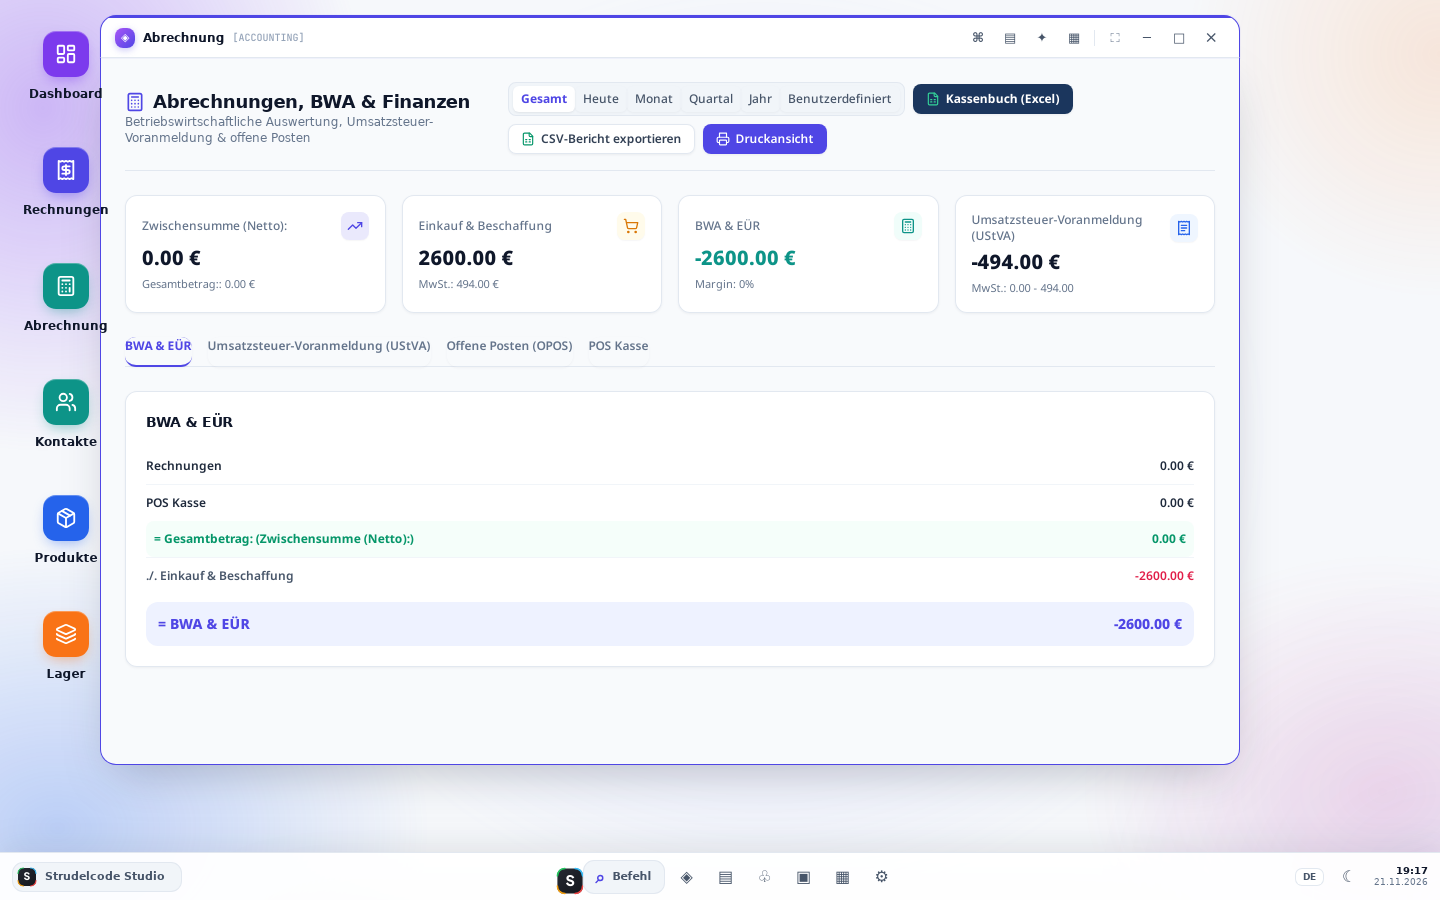 Dashboard
Rechnungen
Abrechnung
Kontakte
Produkte
Lager
Abrechnung [ACCOUNTING]
Abrechnungen, BWA & Finanzen
Betriebswirtschaftliche Auswertung, Umsatzsteuer-
Voranmeldung & offene Posten
Gesamt Heute Monat Quartal Jahr Benutzerdefiniert
Kassenbuch (Excel)
CSV-Bericht exportieren
Druckansicht
Zwischensumme (Netto):
0.00 €
Gesamtbetrag:: 0.00 €
Einkauf & Beschaffung
2600.00 €
MwSt.: 494.00 €
BWA & EÜR
-2600.00 €
Margin: 0%
Umsatzsteuer-Voranmeldung
(UStVA)
-494.00 €
MwSt.: 0.00 - 494.00
BWA & EÜR Umsatzsteuer-Voranmeldung (UStVA) Offene Posten (OPOS) POS Kasse
BWA & EÜR
Rechnungen 0.00 €
POS Kasse 0.00 €
= Gesamtbetrag: (Zwischensumme (Netto):) 0.00 €
./. Einkauf & Beschaffung -2600.00 €
= BWA & EÜR -2600.00 €
S Strudelcode Studio
S Befehl
DE
19:17
21.11.2026